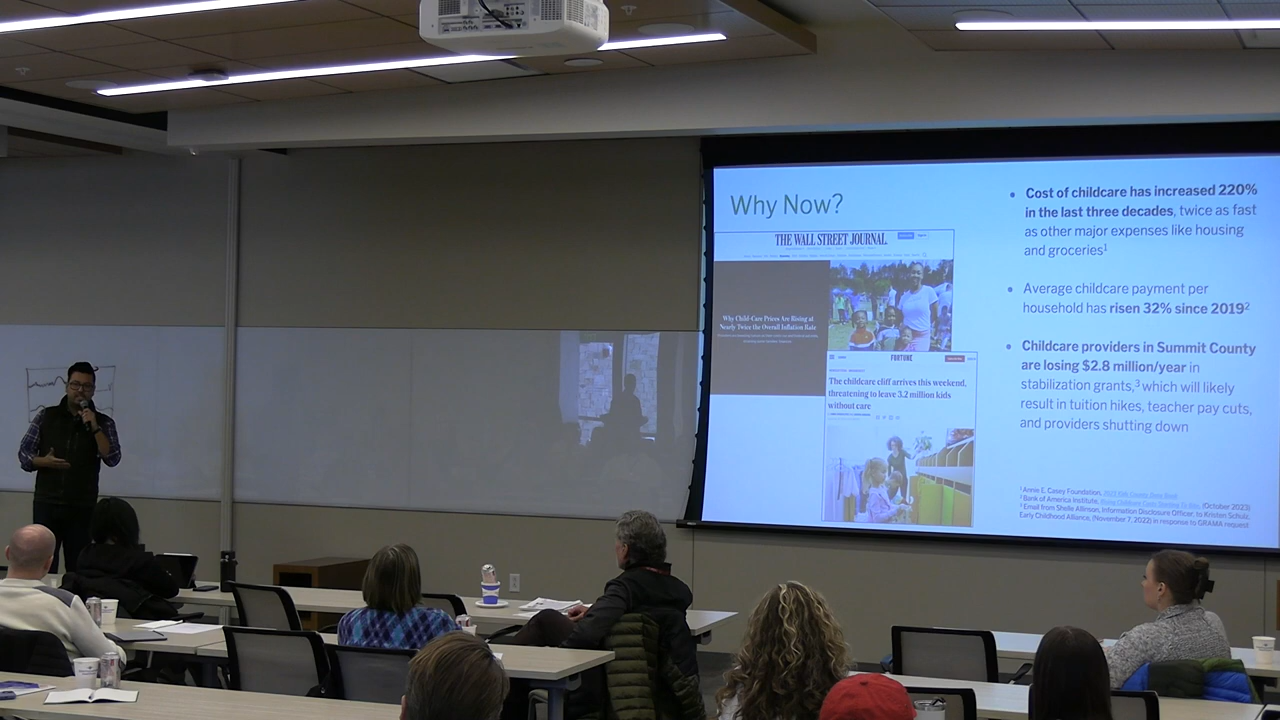 Why Now?
THE WALL STREET JOURNAL.
Why Child-Care Prices Are Rising at
Nearly Twice the Overall Inflation Rate
FORTUNE
The childcare cliff arrives this weekend,
threatening to leave 3.2 million kids
without care
• Cost of childcare has increased 220%
in the last three decades, twice as fast
as other major expenses like housing
and groceries¹
• Average childcare payment per
household has risen 32% since 2019²
• Childcare providers in Summit County
are losing $2.8 million/year in
stabilization grants,³ which will likely
result in tuition hikes, teacher pay cuts,
and providers shutting down
¹ Annie E. Casey Foundation,
² Bank of America Institute, (October 2023)
³ Email from Shelle Allinson, Information Disclosure Officer, to Kristen Schulz,
Early Childhood Alliance, (November 7, 2022) in response to GRAMA request